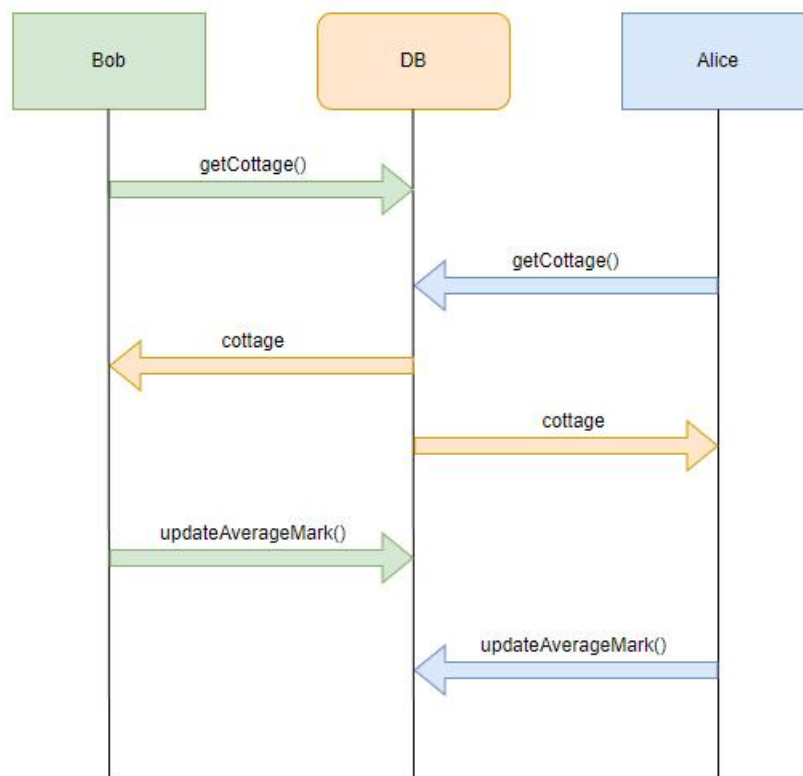 Bob
DB
Alice
getCottage()
getCottage()
cottage
cottage
updateAverageMark()
updateAverageMark()